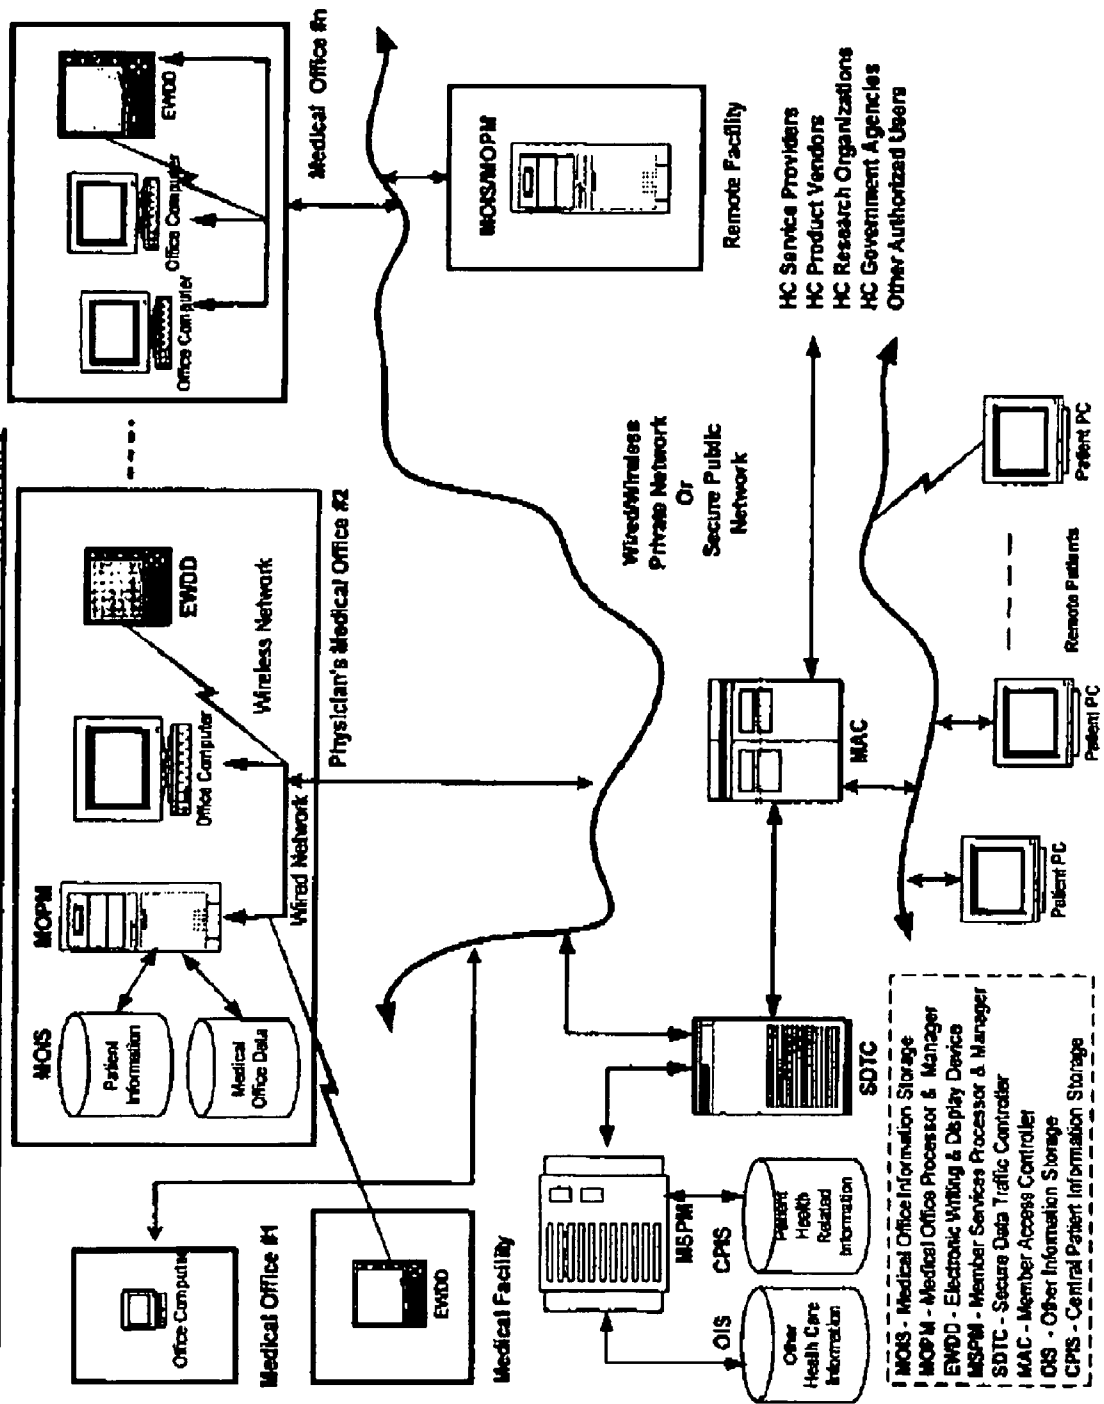 Office Computer
Medical Office #1
EWDD
Medical Facility
MOIS
Patient
Information
Medical
Office Data
MOPM
Wired Network
Office Computer
Wireless Network
EWDD
Physician's Medical Office #2
Office Computer
Office Computer
EWDD
Medical Office #n
MOIS/MOPM
Remote Facility
Wired/Wireless
Private Network
Or
Secure Public
Network
OIS
Other
Health Care
Information
CPIS
Patient
Health
Related
Information
MSPM
SDTC
MAC
HC Service Providers
HC Product Vendors
HC Research Organizations
HC Government Agencies
Other Authorized Users
Patient PC
Patient PC
Remote Patients
Patient PC
MOIS - Medical Office Information Storage
MOPM - Medical Office Processor & Manager
EWDD - Electronic Writing & Display Device
MSPM - Member Services Processor & Manager
SDTC - Secure Data Traffic Controller
MAC - Member Access Controller
OIS - Other Information Storage
CPIS - Central Patient Information Storage